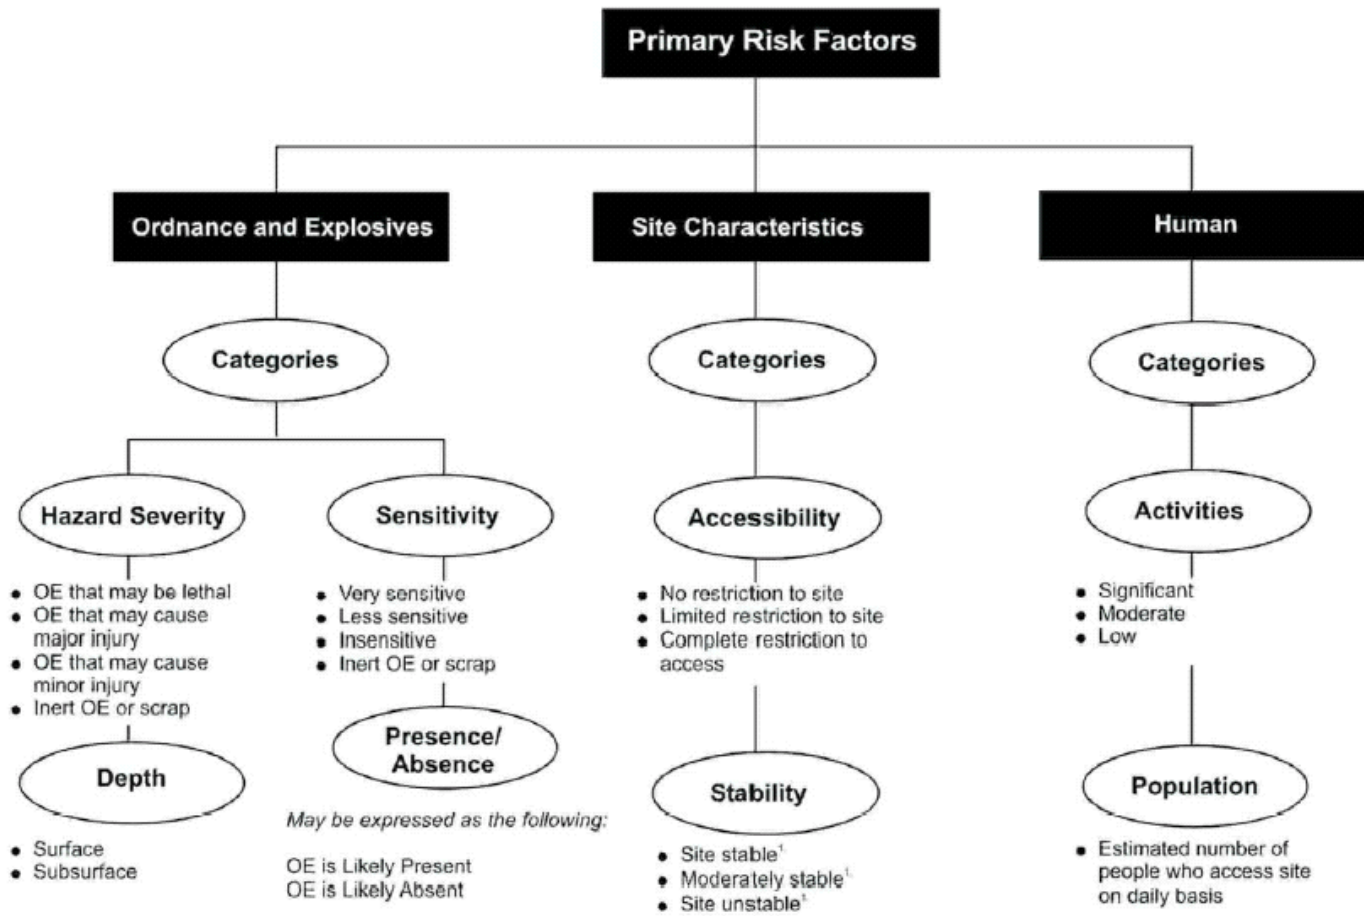 Primary Risk Factors
Ordnance and Explosives
Site Characteristics
Human
Categories
Categories
Categories
Hazard Severity
Sensitivity
Accessibility
Activities
• OE that may be lethal
• OE that may cause
major injury
• OE that may cause
minor injury
• Inert OE or scrap
• Very sensitive
• Less sensitive
• Insensitive
• Inert OE or scrap
• No restriction to site
• Limited restriction to site
• Complete restriction to
access
• Significant
• Moderate
• Low
Depth
Presence/
Absence
Stability
Population
• Surface
• Subsurface
May be expressed as the following:
OE is Likely Present
OE is Likely Absent
• Site stable¹·
• Moderately stable¹·
• Site unstable¹·
• Estimated number of
people who access site
on daily basis